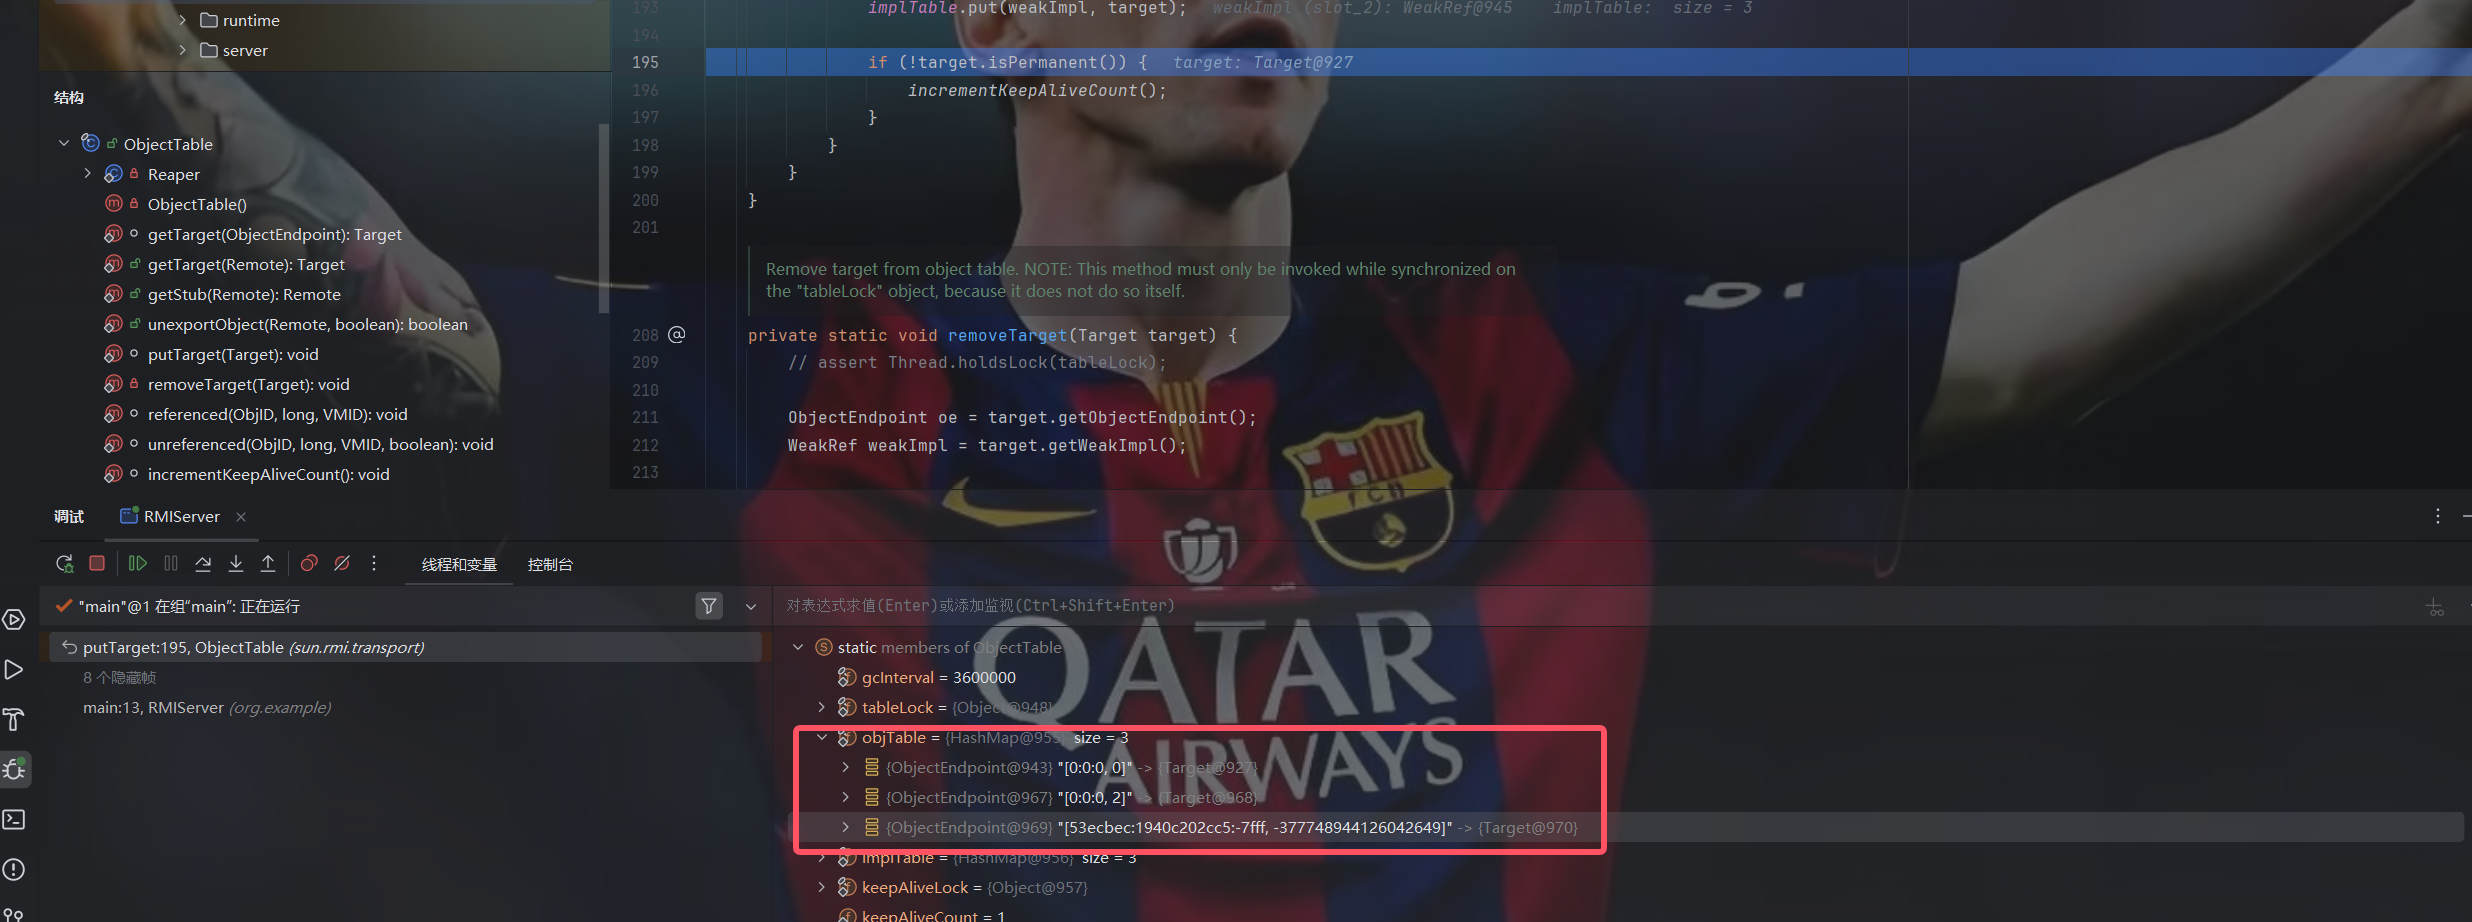 runtime
server
结构
ObjectTable
Reaper
ObjectTable()
getTarget(ObjectEndpoint): Target
getTarget(Remote): Target
getStub(Remote): Remote
unexportObject(Remote, boolean): boolean
putTarget(Target): void
removeTarget(Target): void
referenced(ObjID, long, VMID): void
unreferenced(ObjID, long, VMID, boolean): void
incrementKeepAliveCount(): void
193 implTable.put(weakImpl, target); weakImpl (slot_2): WeakRef@945 implTable: size = 3
194
195 if (!target.isPermanent()) { target: Target@927
196 incrementKeepAliveCount();
197 }
198 }
199 }
200 }
201
Remove target from object table. NOTE: This method must only be invoked while synchronized on
the "tableLock" object, because it does not do so itself.
208 @ private static void removeTarget(Target target) {
209 // assert Thread.holdsLock(tableLock);
210
211 ObjectEndpoint oe = target.getObjectEndpoint();
212 WeakRef weakImpl = target.getWeakImpl();
213
调试 RMIServer
线程和变量 控制台
"main"@1 在组"main": 正在运行
putTarget:195, ObjectTable (sun.rmi.transport)
8 个隐藏帧
main:13, RMIServer (org.example)
对表达式求值(Enter)或添加监视(Ctrl+Shift+Enter)
static members of ObjectTable
gcInterval = 3600000
tableLock = {Object@948}
objTable = {HashMap@955} size = 3
{ObjectEndpoint@943} "[0:0:0, 0]" -> {Target@927}
{ObjectEndpoint@967} "[0:0:0, 2]" -> {Target@968}
{ObjectEndpoint@969} "[53ecbec:1940c202cc5:-7fff, -377748944126042649]" -> {Target@970}
implTable = {HashMap@956} size = 3
keepAliveLock = {Object@957}
keepAliveCount = 1
FCB
QATAR
AIRWAYS